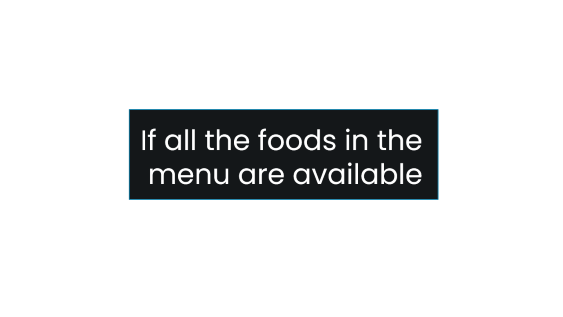 If all the foods in the
menu are available